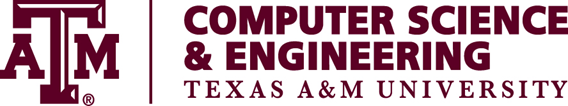 ATM®
COMPUTER SCIENCE
& ENGINEERING
TEXAS A&M UNIVERSITY